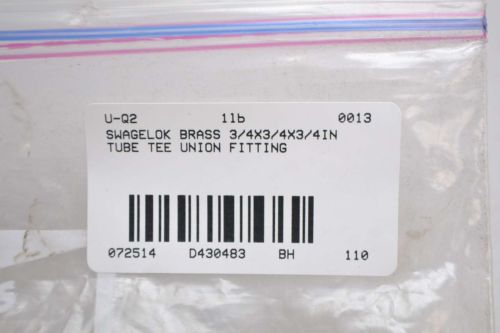 U-Q2 1lb 0013
SWAGELOK BRASS 3/4X3/4X3/4IN
TUBE TEE UNION FITTING
072514 D430483 BH 110